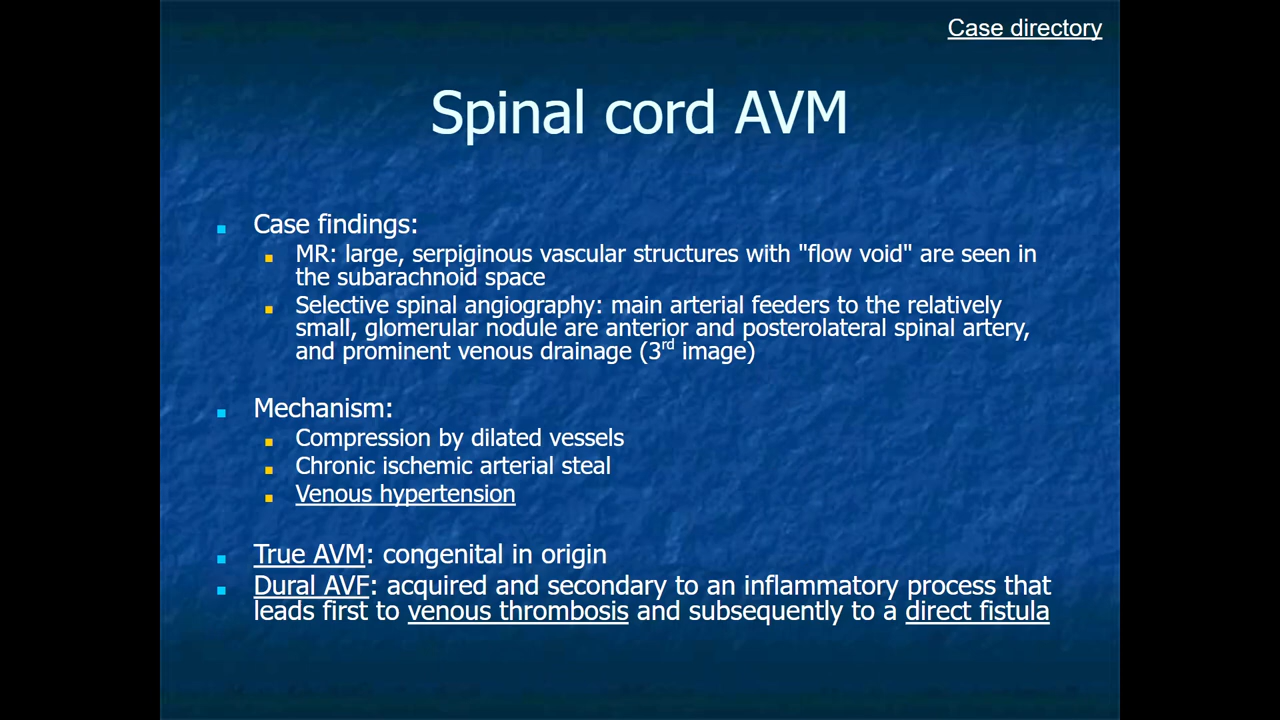 Case directory
Spinal cord AVM
Case findings:
MR: large, serpiginous vascular structures with "flow void" are seen in
the subarachnoid space
Selective spinal angiography: main arterial feeders to the relatively
small, glomerular nodule are anterior and posterolateral spinal artery,
and prominent venous drainage (3rd image)
Mechanism:
Compression by dilated vessels
Chronic ischemic arterial steal
Venous hypertension
True AVM: congenital in origin
Dural AVF: acquired and secondary to an inflammatory process that
leads first to venous thrombosis and subsequently to a direct fistula